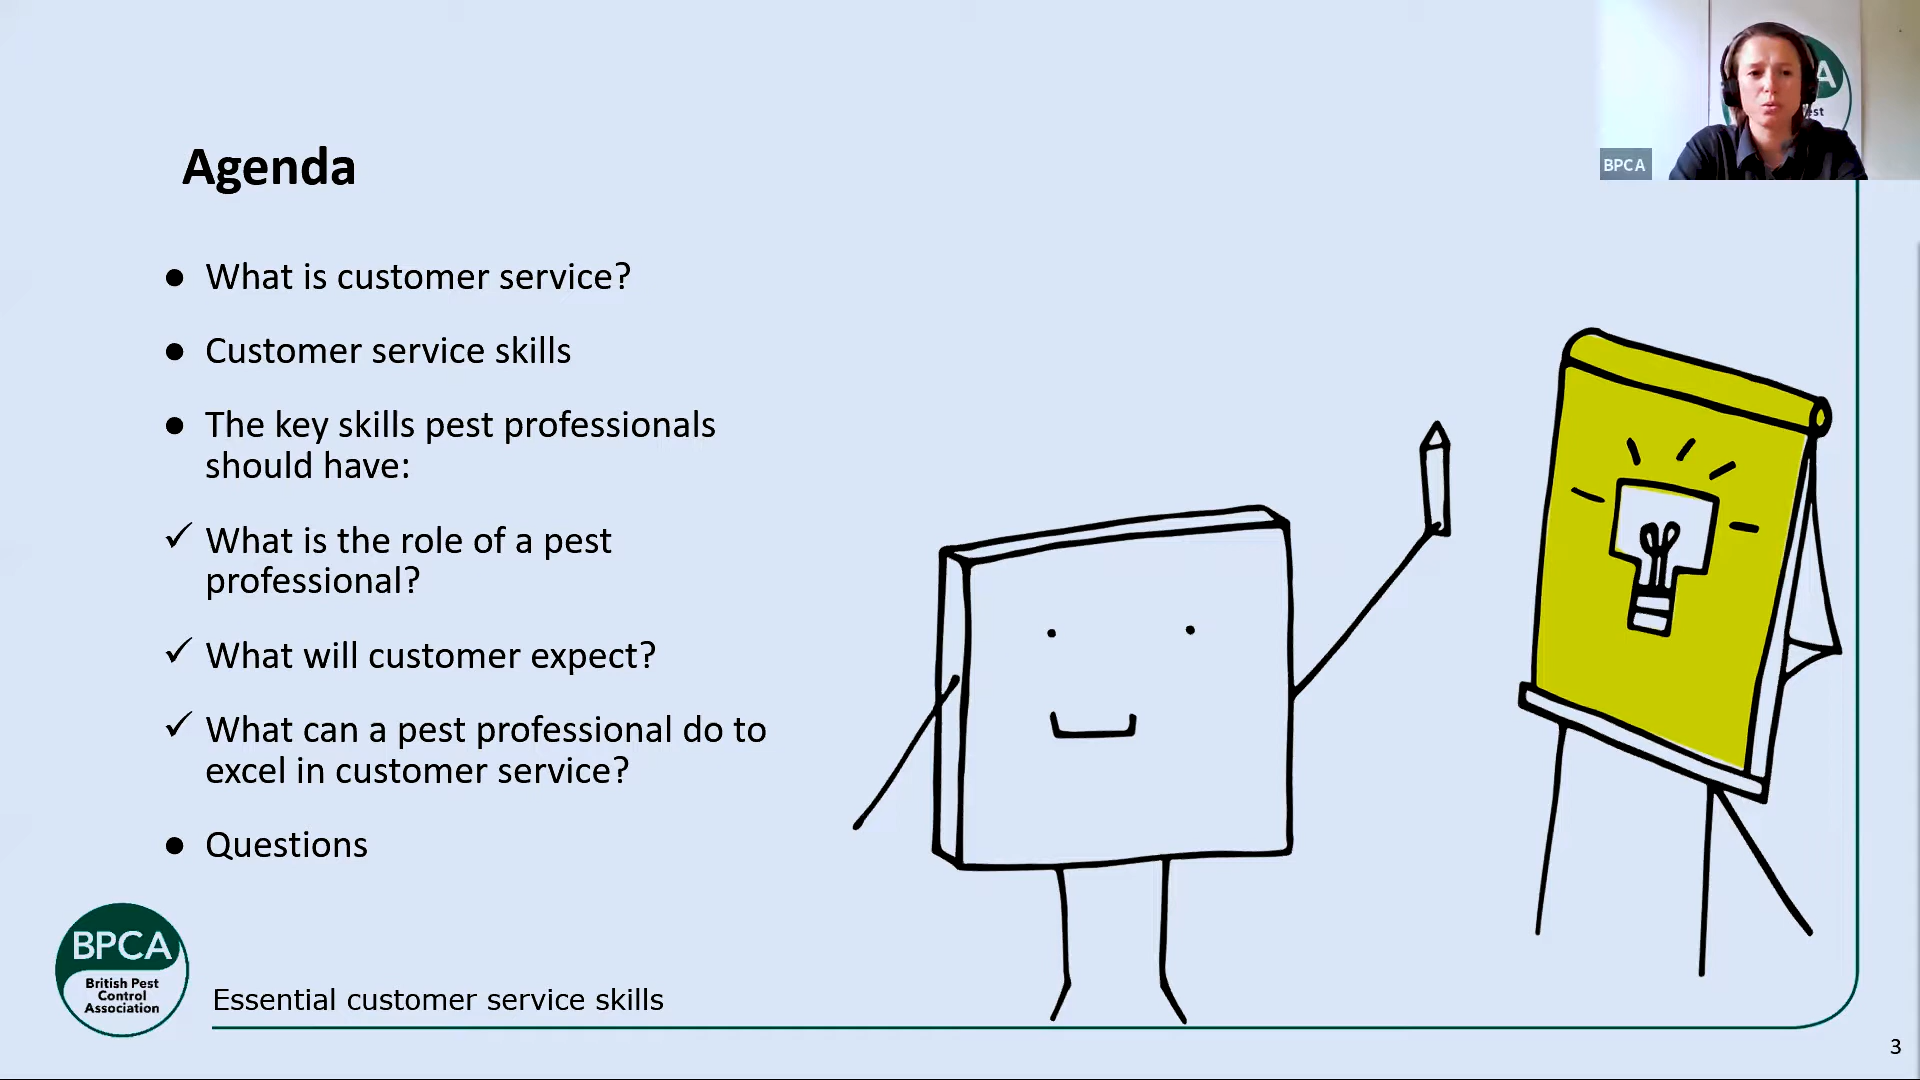 Agenda
● What is customer service?
● Customer service skills
● The key skills pest professionals
should have:
✓ What is the role of a pest
professional?
✓ What will customer expect?
✓ What can a pest professional do to
excel in customer service?
● Questions
BPCA
British Pest
Control
Association
Essential customer service skills
3
BPCA
A
est